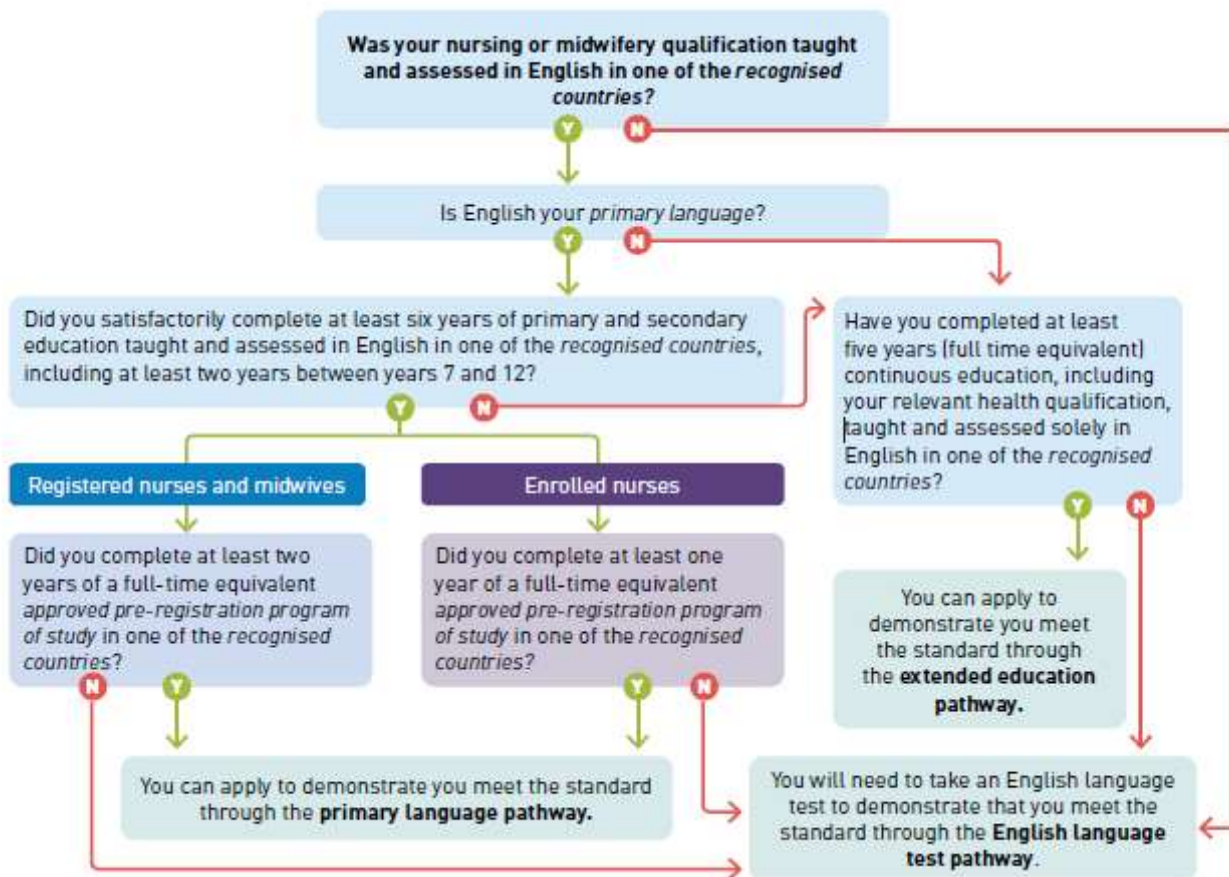 Was your nursing or midwifery qualification taught
and assessed in English in one of the recognised
countries?
Y
N
Is English your primary language?
Y
N
Did you satisfactorily complete at least six years of primary and secondary
education taught and assessed in English in one of the recognised countries,
including at least two years between years 7 and 12?
Y
N
Have you completed at least
five years (full time equivalent)
continuous education, including
your relevant health qualification,
taught and assessed solely in
English in one of the recognised
countries?
Y
N
Registered nurses and midwives
Enrolled nurses
Did you complete at least two
years of a full-time equivalent
approved pre-registration program
of study in one of the recognised
countries?
N
Y
Did you complete at least one
year of a full-time equivalent
approved pre-registration program
of study in one of the recognised
countries?
Y
N
You can apply to
demonstrate you meet
the standard through
the extended education
pathway.
You can apply to demonstrate you meet the standard
through the primary language pathway.
You will need to take an English language
test to demonstrate that you meet the
standard through the English language
test pathway.